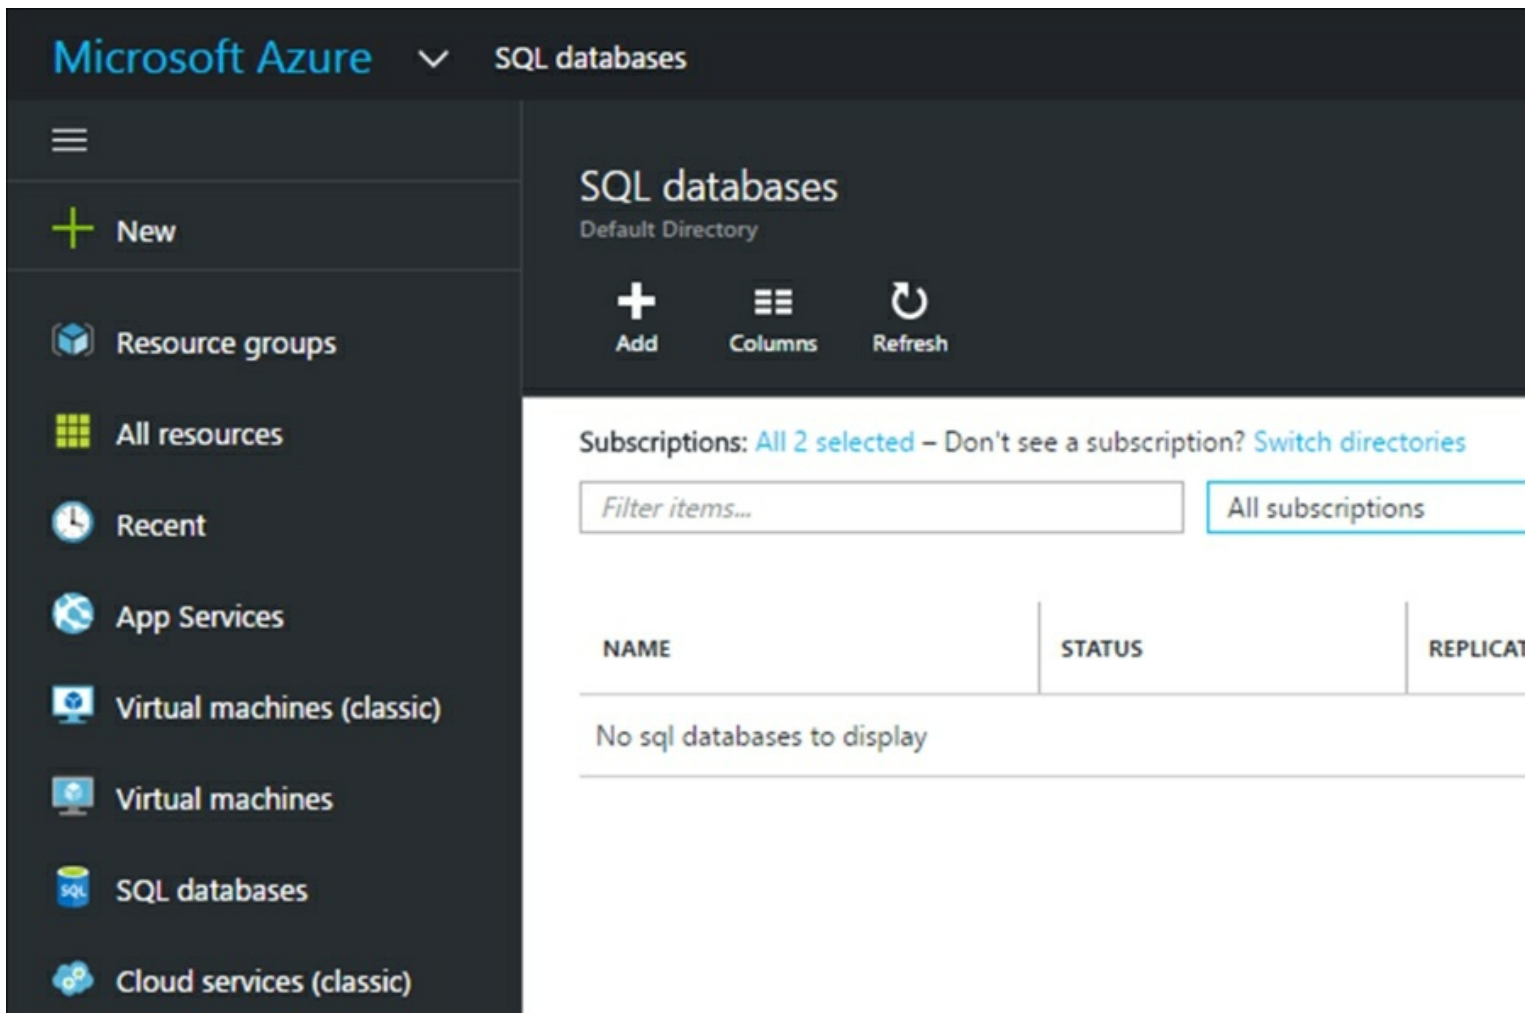 Microsoft Azure SQL databases
New
Resource groups
All resources
Recent
App Services
Virtual machines (classic)
Virtual machines
SQL
SQL databases
Cloud services (classic)
SQL databases
Default Directory
Add Columns Refresh
Subscriptions: All 2 selected – Don't see a subscription? Switch directories
Filter items... All subscriptions
NAME STATUS REPLICAT
No sql databases to display